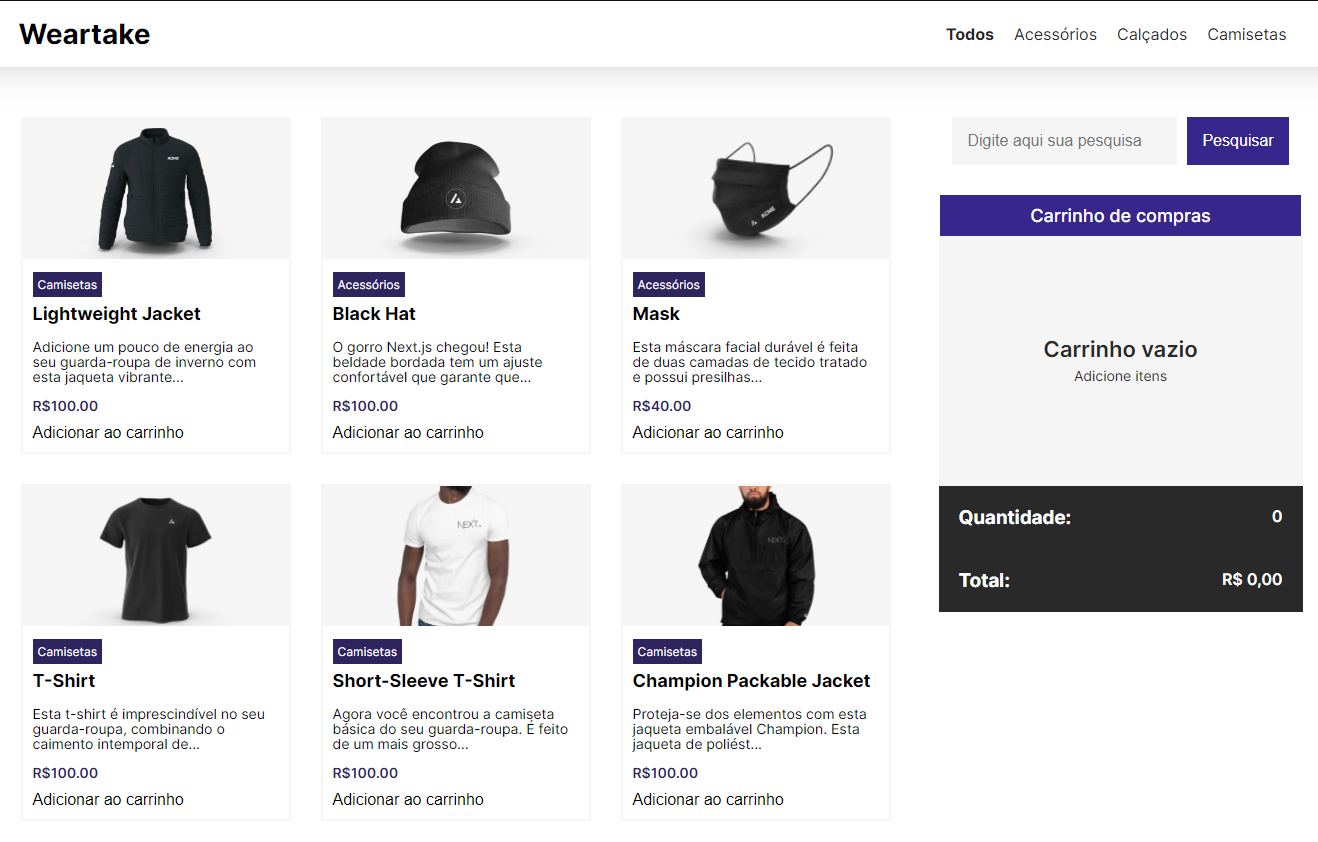 Weartake
Todos Acessórios Calçados Camisetas
Digite aqui sua pesquisa Pesquisar
ACME
ACME
Camisetas
Lightweight Jacket
Adicione um pouco de energia ao
seu guarda-roupa de inverno com
esta jaqueta vibrante...
R$100.00
Adicionar ao carrinho
Acessórios
Black Hat
O gorro Next.js chegou! Esta
beldade bordada tem um ajuste
confortável que garante que...
R$100.00
Adicionar ao carrinho
Acessórios
Mask
Esta máscara facial durável é feita
de duas camadas de tecido tratado
e possui presilhas...
R$40.00
Adicionar ao carrinho
NEXT
NEXT
Camisetas
T-Shirt
Esta t-shirt é imprescindível no seu
guarda-roupa, combinando o
caimento intemporal de...
R$100.00
Adicionar ao carrinho
Camisetas
Short-Sleeve T-Shirt
Agora você encontrou a camiseta
básica do seu guarda-roupa. É feito
de um mais grosso...
R$100.00
Adicionar ao carrinho
Camisetas
Champion Packable Jacket
Proteja-se dos elementos com esta
jaqueta embalável Champion. Esta
jaqueta de poliést...
R$100.00
Adicionar ao carrinho
Carrinho de compras
Carrinho vazio
Adicione itens
Quantidade: 0
Total: R$ 0,00